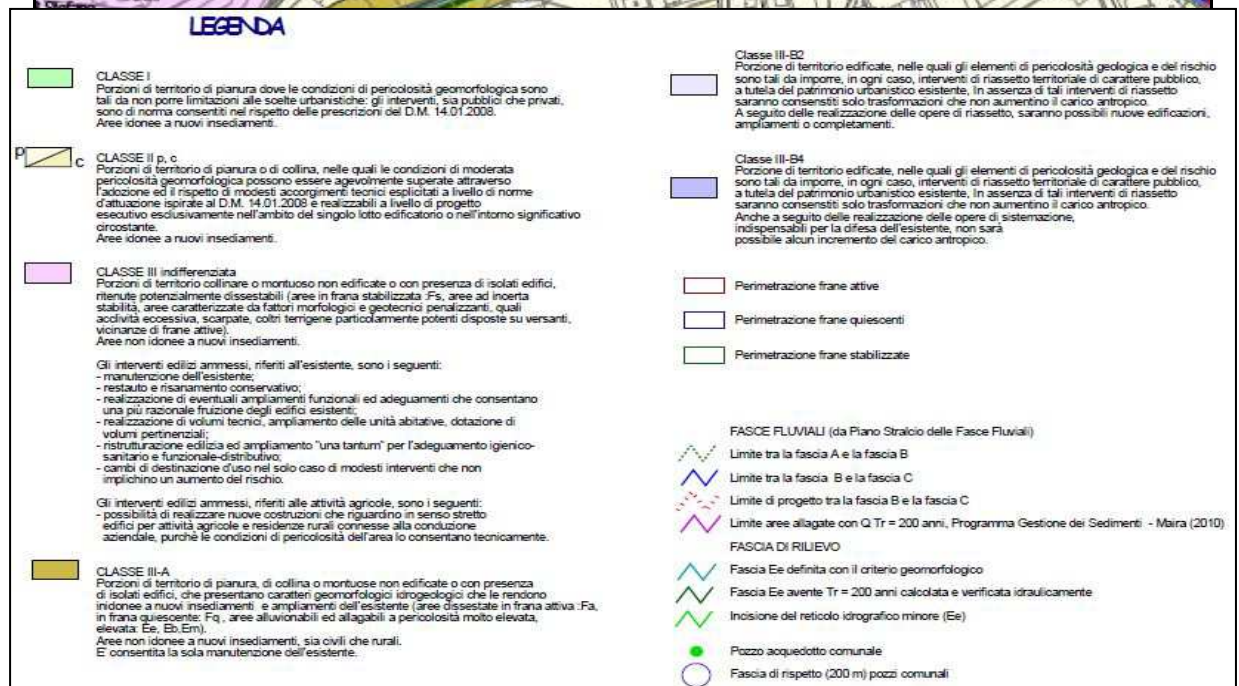 S. Stefano
LEGENDA
CLASSE I
Porzioni di territorio di pianura dove le condizioni di pericolosità geomorfologica sono
tali da non porre limitazioni alle scelte urbanistiche: gli interventi, sia pubblici che privati,
sono di norma consentiti nel rispetto delle prescrizioni del D.M. 14.01.2008.
Aree idonee a nuovi insediamenti.
p
c
CLASSE II p, c
Porzioni di territorio di pianura o di collina, nelle quali le condizioni di moderata
pericolosità geomorfologica possono essere agevolmente superate attraverso
l'adozione ed il rispetto di modesti accorgimenti tecnici esplicitati a livello di norme
d'attuazione ispirate al D.M. 14.01.2008 e realizzabili a livello di progetto
esecutivo esclusivamente nell'ambito del singolo lotto edificatorio o nell'intorno significativo
circostante.
Aree idonee a nuovi insediamenti.
CLASSE III indifferenziata
Porzioni di territorio collinare o montuoso non edificate o con presenza di isolati edifici,
ritenute potenzialmente dissestabili (aree in frana stabilizzata :Fs, aree ad incerta
stabilità, aree caratterizzate da fattori morfologici e geotecnici penalizzanti, quali
acclività eccessiva, scarpate, coltri terrigene particolarmente potenti disposte su versanti,
vicinanze di frane attive).
Aree non idonee a nuovi insediamenti.
Gli interventi edilizi ammessi, riferiti all'esistente, sono i seguenti:
- manutenzione dell'esistente;
- restauto e risanamento conservativo;
- realizzazione di eventuali ampliamenti funzionali ed adeguamenti che consentano
una più razionale fruizione degli edifici esistenti;
- realizzazione di volumi tecnici, ampliamento delle unità abitative, dotazione di
volumi pertinenziali;
- ristrutturazione edilizia ed ampliamento "una tantum" per l'adeguamento igienico-
sanitario e funzionale-distributivo;
- cambi di destinazione d'uso nel solo caso di modesti interventi che non
implichino un aumento del rischio.
Gli interventi edilizi ammessi, riferiti alle attività agricole, sono i seguenti:
- possibilità di realizzare nuove costruzioni che riguardino in senso stretto
edifici per attività agricole e residenze rurali connesse alla conduzione
aziendale, purchè le condizioni di pericolosità dell'area lo consentano tecnicamente.
CLASSE III-A
Porzioni di territorio di pianura, di collina o montuose non edificate o con presenza
di isolati edifici, che presentano caratteri geomorfologici idrogeologici che le rendono
inidonee a nuovi insediamenti e ampliamenti dell'esistente (aree dissestate in frana attiva :Fa,
in frana quiescente: Fq , aree alluvionabili ed allagabili a pericolosità molto elevata,
elevata: Ee, Eb,Em).
Aree non idonee a nuovi insediamenti, sia civili che rurali.
E' consentita la sola manutenzione dell'esistente.
Classe III-B2
Porzione di territorio edificate, nelle quali gli elementi di pericolosità geologica e del rischio
sono tali da imporre, in ogni caso, interventi di riassetto territoriale di carattere pubblico,
a tutela del patrimonio urbanistico esistente, In assenza di tali interventi di riassetto
saranno consenstiti solo trasformazioni che non aumentino il carico antropico.
A seguito delle realizzazione delle opere di riassetto, saranno possibili nuove edificazioni,
ampliamenti o completamenti.
Classe III-B4
Porzione di territorio edificate, nelle quali gli elementi di pericolosità geologica e del rischio
sono tali da imporre, in ogni caso, interventi di riassetto territoriale di carattere pubblico,
a tutela del patrimonio urbanistico esistente, In assenza di tali interventi di riassetto
saranno consenstiti solo trasformazioni che non aumentino il carico antropico.
Anche a seguito delle realizzazione delle opere di sistemazione,
indispensabili per la difesa dell'esistente, non sarà
possibile alcun incremento del carico antropico.
Perimetrazione frane attive
Perimetrazione frane quiescenti
Perimetrazione frane stabilizzate
FASCE FLUVIALI (da Piano Stralcio delle Fasce Fluviali)
Limite tra la fascia A e la fascia B
Limite tra la fascia B e la fascia C
Limite di progetto tra la fascia B e la fascia C
Limite aree allagate con Q Tr = 200 anni, Programma Gestione dei Sedimenti - Maira (2010)
FASCIA DI RILIEVO
Fascia Ee definita con il criterio geomorfologico
Fascia Ee avente Tr = 200 anni calcolata e verificata idraulicamente
Incisione del reticolo idrografico minore (Ee)
Pozzo acquedotto comunale
Fascia di rispetto (200 m) pozzi comunali